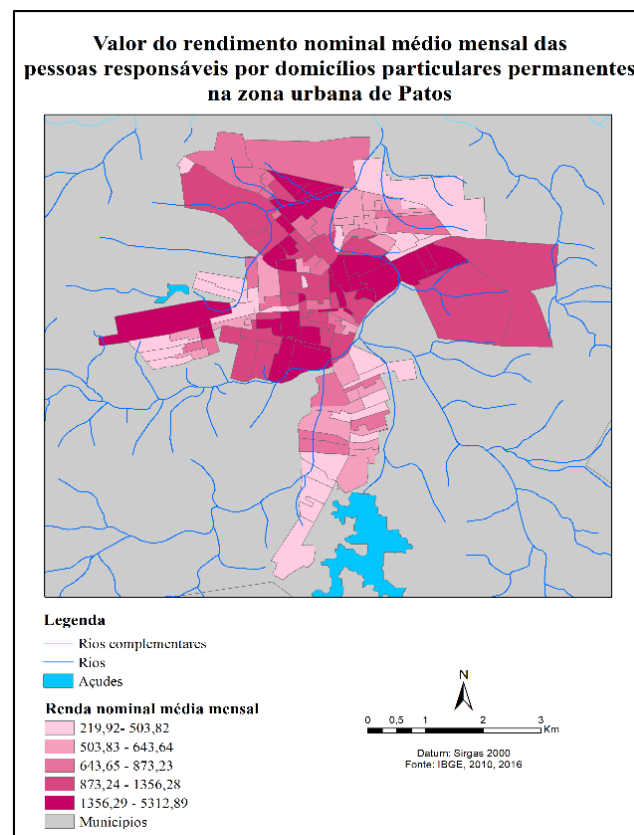 Valor do rendimento nominal médio mensal das
pessoas responsáveis por domicílios particulares permanentes
na zona urbana de Patos
Legenda
Rios complementares
Rios
Açudes
Renda nominal média mensal
219,92- 503,82
503,83 - 643,64
643,65 - 873,23
873,24 - 1356,28
1356,29 - 5312,89
Municípios
N
0 0,5 1 2 3
Km
Datum: Sirgas 2000
Fonte: IBGE, 2010, 2016